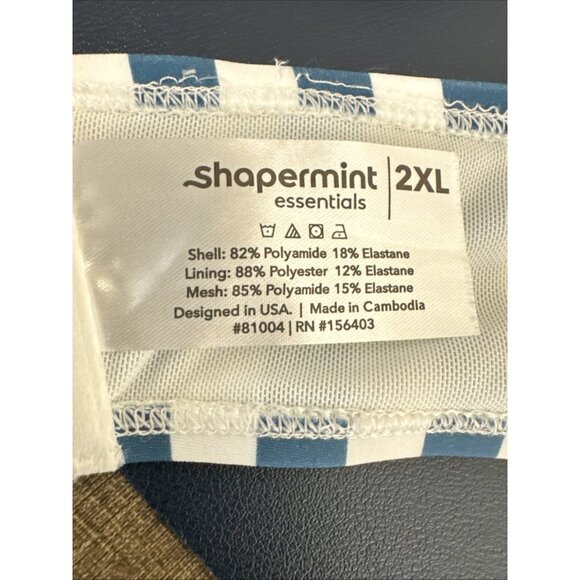 Shapermint | 2XL
essentials
Shell: 82% Polyamide 18% Elastane
Lining: 88% Polyester 12% Elastane
Mesh: 85% Polyamide 15% Elastane
Designed in USA. | Made in Cambodia
#81004 | RN #156403